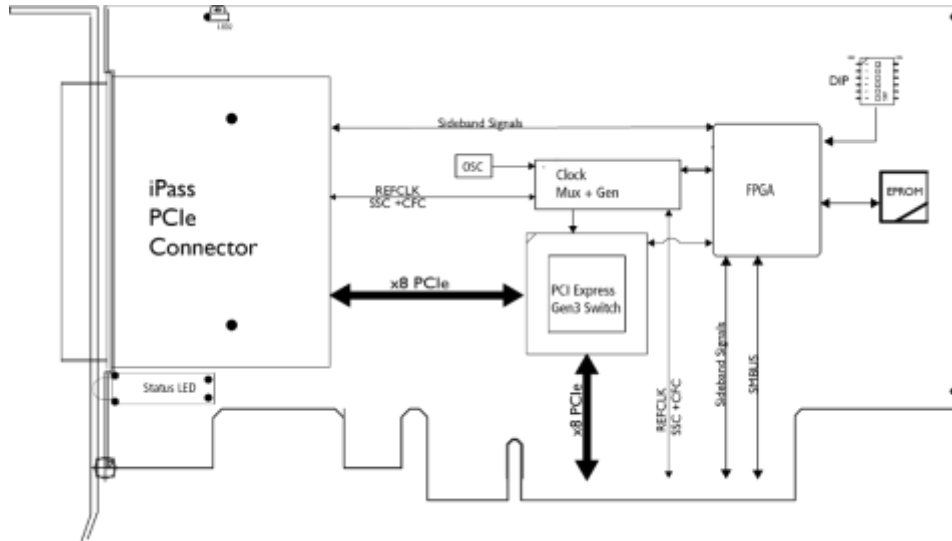 DIP
Sideband Signals
OSC
Clock
Mux + Gen
FPGA
EPROM
iPass
PCIe
Connector
REFCLK
SSC +CFC
x8 PCIe
PCI Express
Gen3 Switch
Status LED
x8 PCIe
REFCLK
SSC +CFC
Sideband Signals
SMBUS